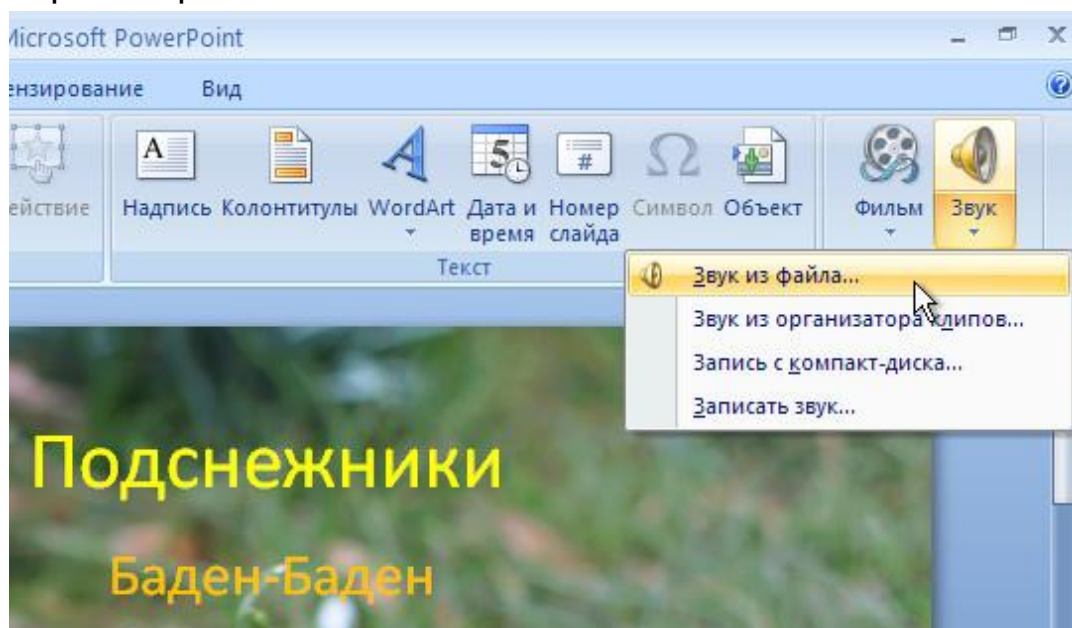 Microsoft PowerPoint
ензирование Вид
ействие
Надпись
Колонтитулы
WordArt
Дата и
время
Номер
слайда
Символ
Объект
Фильм
Звук
Текст
Звук из файла...
Звук из организатора клипов...
Запись с компакт-диска...
Записать звук...
Подснежники
Баден-Баден